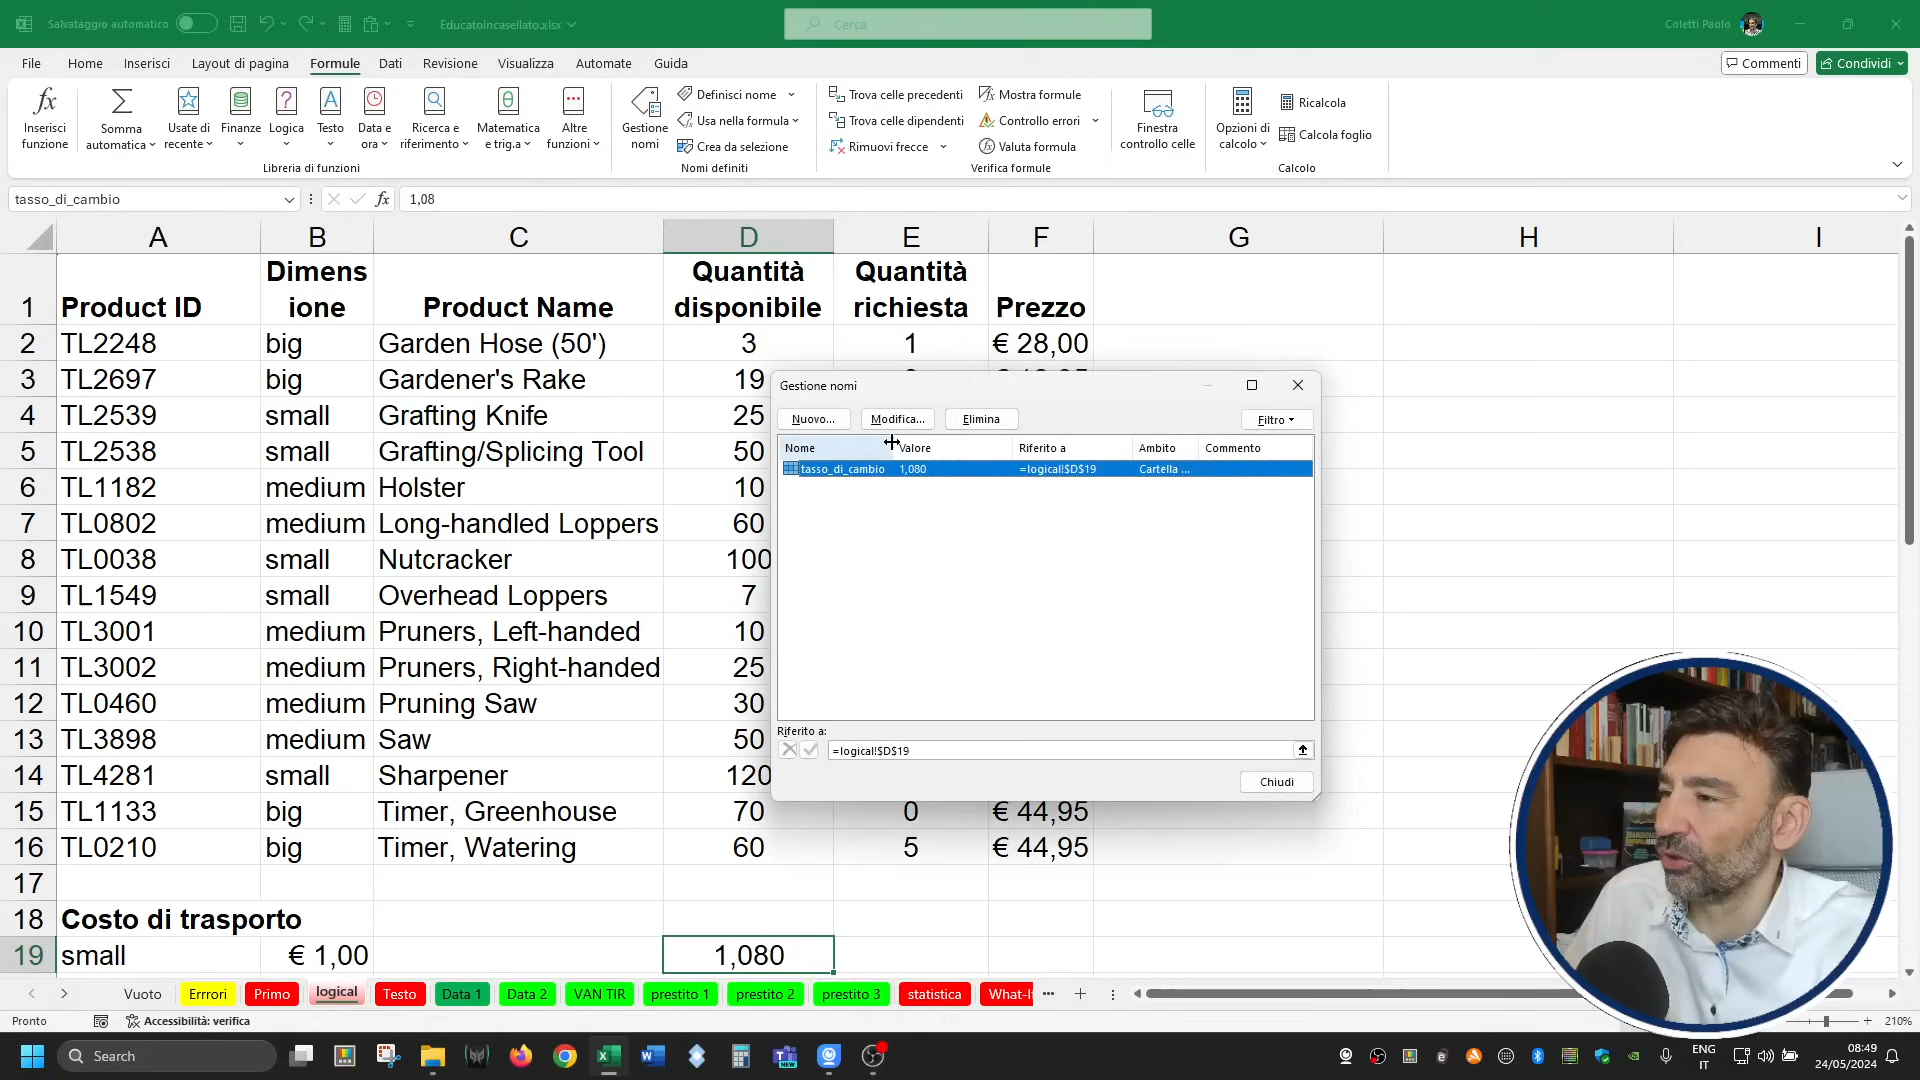 Salvataggio automatico
EducatoIncasellato.xlsx
Cerca
Coletti Paolo
File Home Inserisci Layout di pagina Formule Dati Revisione Visualizza Automate Guida
Commenti Condividi
Inserisci funzione
Somma automatica
Usate di recente
Finanze
Logica
Testo
Data e ora
Ricerca e riferimento
Matematica e trig.a
Altre funzioni
Libreria di funzioni
Gestione nomi
Definisci nome
Usa nella formula
Crea da selezione
Nomi definiti
Trova celle precedenti
Trova celle dipendenti
Rimuovi frecce
Mostra formule
Controllo errori
Valuta formula
Verifica formule
Finestra controllo celle
Opzioni di calcolo
Ricalcola
Calcola foglio
Calcolo
tasso_di_cambio
fx
1,08
A B C D E F G H I
1 Product ID Dimensione Product Name Quantità disponibile Quantità richiesta Prezzo
2 TL2248 big Garden Hose (50') 3 1 € 28,00
3 TL2697 big Gardener's Rake 19
4 TL2539 small Grafting Knife 25
5 TL2538 small Grafting/Splicing Tool 50
6 TL1182 medium Holster 10
7 TL0802 medium Long-handled Loppers 60
8 TL0038 small Nutcracker 100
9 TL1549 small Overhead Loppers 7
10 TL3001 medium Pruners, Left-handed 10
11 TL3002 medium Pruners, Right-handed 25
12 TL0460 medium Pruning Saw 30
13 TL3898 medium Saw 50
14 TL4281 small Sharpener 120
15 TL1133 big Timer, Greenhouse 70 0 € 44,95
16 TL0210 big Timer, Watering 60 5 € 44,95
17
18 Costo di trasporto
19 small € 1,00 1,080
Gestione nomi
Nuovo... Modifica... Elimina Filtro
Nome Valore Riferito a Ambito Commento
tasso_di_cambio 1,080 =logical!$D$19 Cartella ...
Riferito a:
=logical!$D$19
Chiudi
Vuoto Errrori Primo logical Testo Data 1 Data 2 VAN TIR prestito 1 prestito 2 prestito 3 statistica What-If
Pronto Accessibilità: verifica 210%
Search
NEW
ENG
IT
08:49
24/05/2024